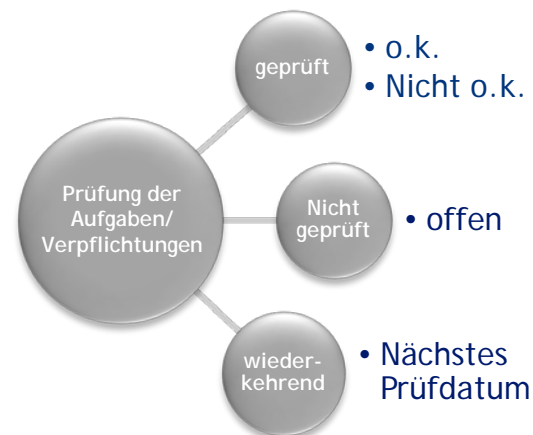 geprüft
• o.k.
• Nicht o.k.
Prüfung der
Aufgaben/
Verpflichtungen
Nicht
geprüft
• offen
wieder-
kehrend
• Nächstes
Prüfdatum